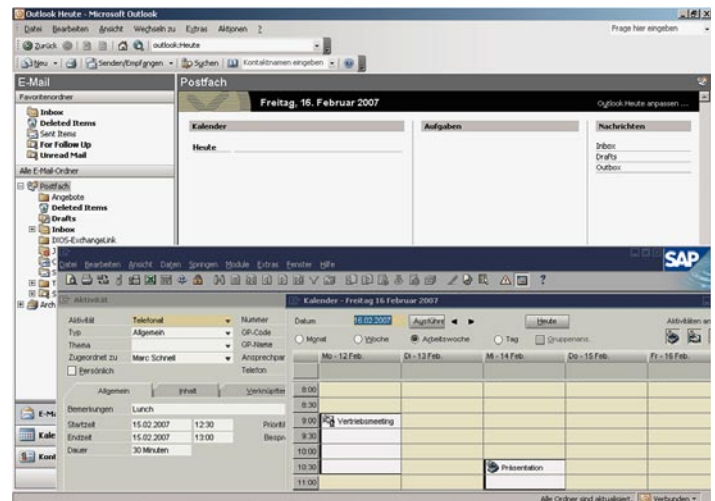 Outlook Heute - Microsoft Outlook
Datei Bearbeiten Ansicht Wechseln zu Extras Aktionen ?
Frage hier eingeben
Zurück outlook:Heute
Neu Senden/Empfangen Suchen Kontaktnamen eingeben
E-Mail
Postfach
Favoritenordner
Inbox
Deleted Items
Sent Items
For Follow Up
Unread Mail
Freitag, 16. Februar 2007
Outlook Heute anpassen ...
Kalender
Aufgaben
Nachrichten
Heute
Inbox
Drafts
Outbox
Alle E-Mail-Ordner
Postfach
Angebote
Deleted Items
Drafts
Inbox
DIOS-ExchangeLink
Arch
E-Ma
Kale
Kont
SAP
Datei Bearbeiten Ansicht Daten Springen Module Extras Fenster Hilfe
Aktivität
Aktivität Telefonat Nummer
Typ Allgemein GP-Code
Thema GP-Name
Zugeordnet zu Marc Schnell Ansprechpar
Persönlich Telefon
Allgemein Inhalt Verknüpfte
Bemerkungen Lunch
Startzeit 15.02.2007 12:30 Priorität
Endzeit 15.02.2007 13:00 Bespr
Dauer 30 Minuten
Kalender - Freitag 16 Februar 2007
Datum 16.02.2007 Ausführe Heute Aktivitäten an
Monat Woche Arbeitswoche Tag Gruppenans.
Mo - 12 Feb. Di - 13 Feb. Mi - 14 Feb. Do - 15 Feb. Fr - 16 Feb.
8:00
8:30
9:00 Vertriebsmeeting
9:30
10:00
10:30 Präsentation
11:00
Alle Ordner sind aktualisiert. Verbunden